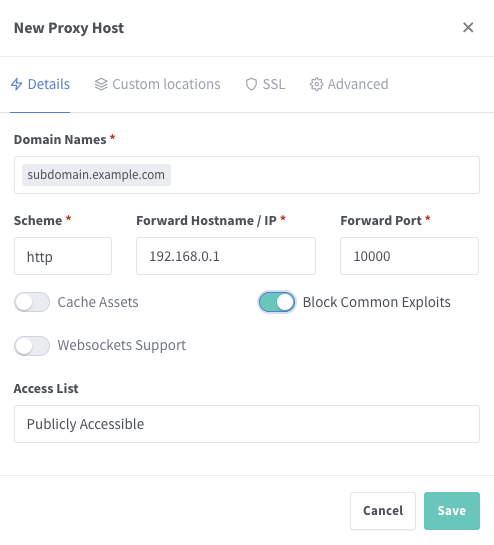 New Proxy Host
Details Custom locations SSL Advanced
Domain Names *
subdomain.example.com
Scheme * Forward Hostname / IP * Forward Port *
http 192.168.0.1 10000
Cache Assets Block Common Exploits
Websockets Support
Access List
Publicly Accessible
Cancel Save